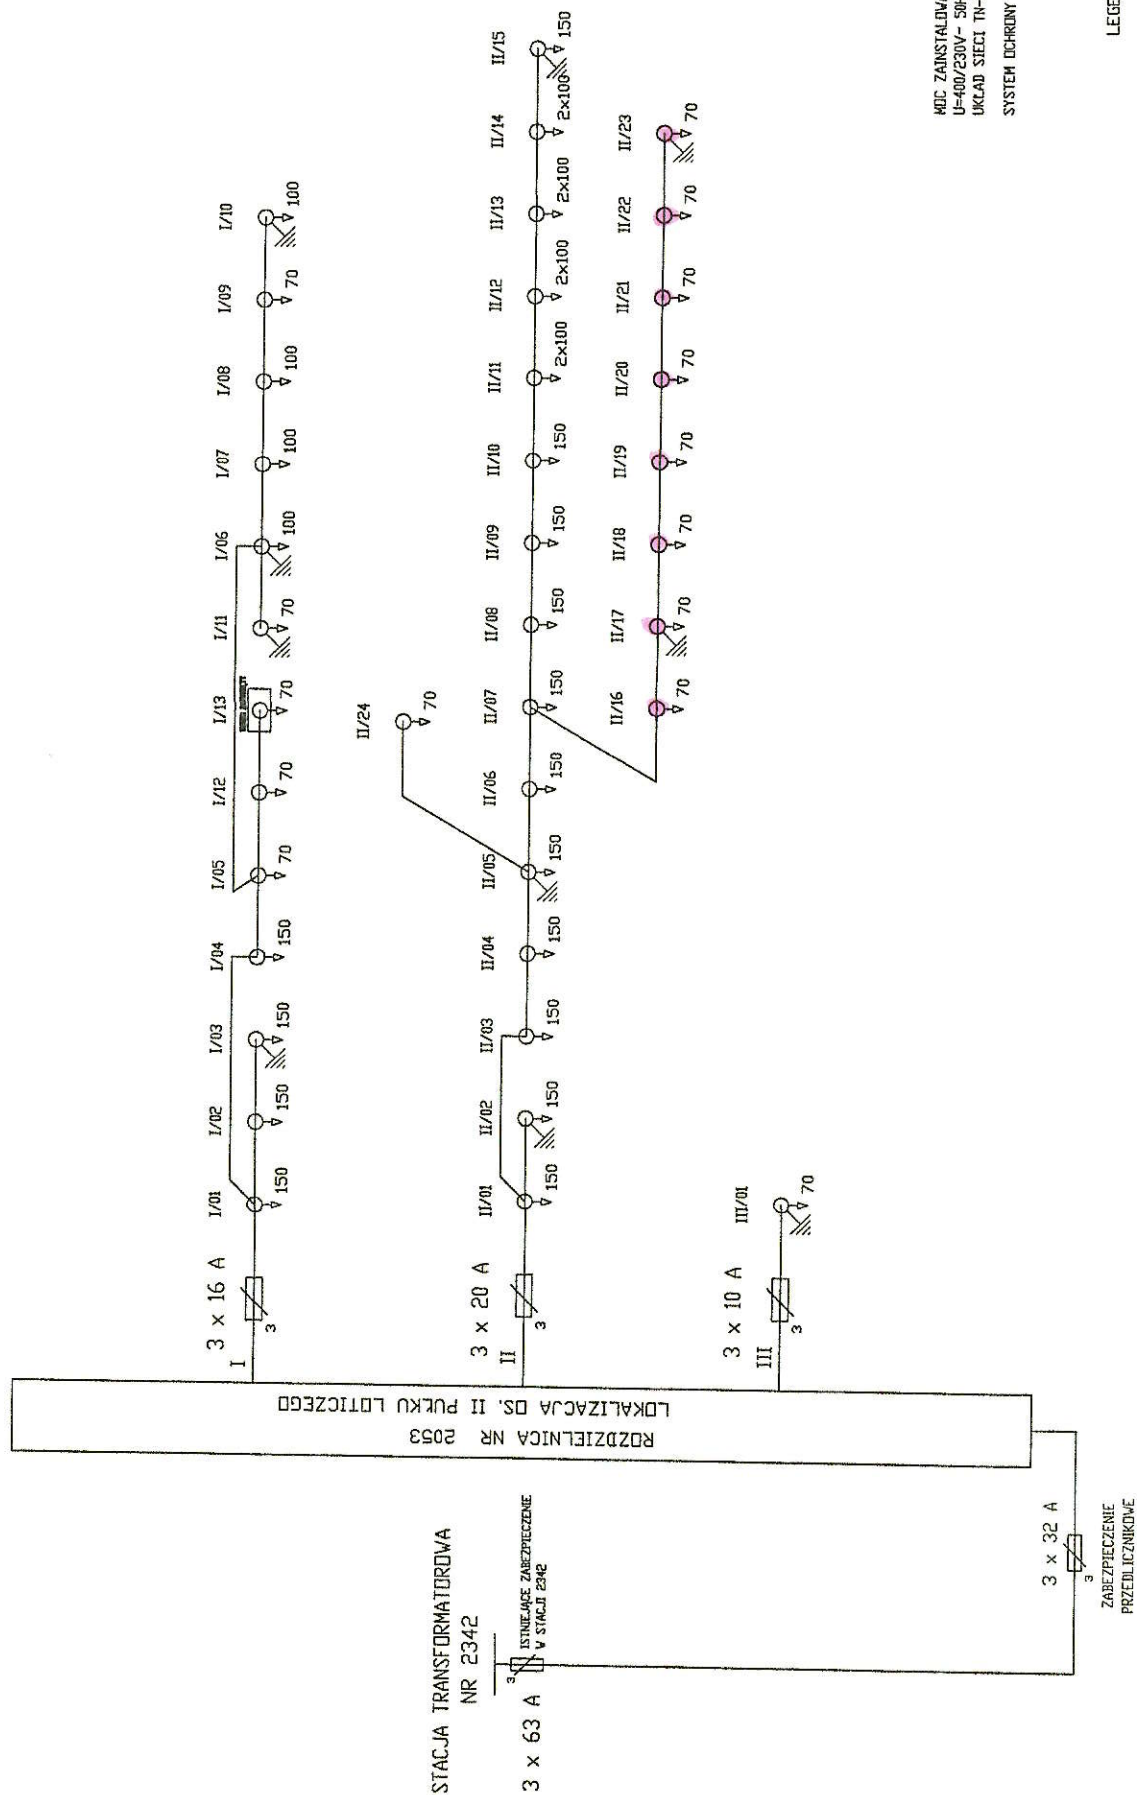 STACJA TRANSFORMATOROWA
NR 2342
3 x 63 A
3
ISTNIEJĄCE ZABEZPIECZENIE
W STACJI 2342
3 x 32 A
3
ZABEZPIECZENIE
PRZEDLICZNIKOWE
ROZDZIELNICA NR 2053
LOKALIZACJA OS. II PUŁKU LOTICZEGO
I
3 x 16 A
3
I/01
150
I/02
150
I/03
150
I/04
150
I/05
70
I/12
70
I/13
70
I/11
70
I/06
100
I/07
100
I/08
100
I/09
70
I/10
100
II
3 x 20 A
3
II/01
150
II/02
150
II/03
150
II/04
150
II/05
150
II/24
70
II/06
150
II/07
150
II/08
150
II/09
150
II/10
150
II/11
2x100
II/12
2x100
II/13
2x100
II/14
2x100
II/15
150
II/16
70
II/17
70
II/18
70
II/19
70
II/20
70
II/21
70
II/22
70
II/23
70
III
3 x 10 A
3
III/01
70
MOC ZAINSTALOW
U=400/230V~ 50H
UKŁAD SIECI TN-
SYSTEM OCHRONY
LEGE